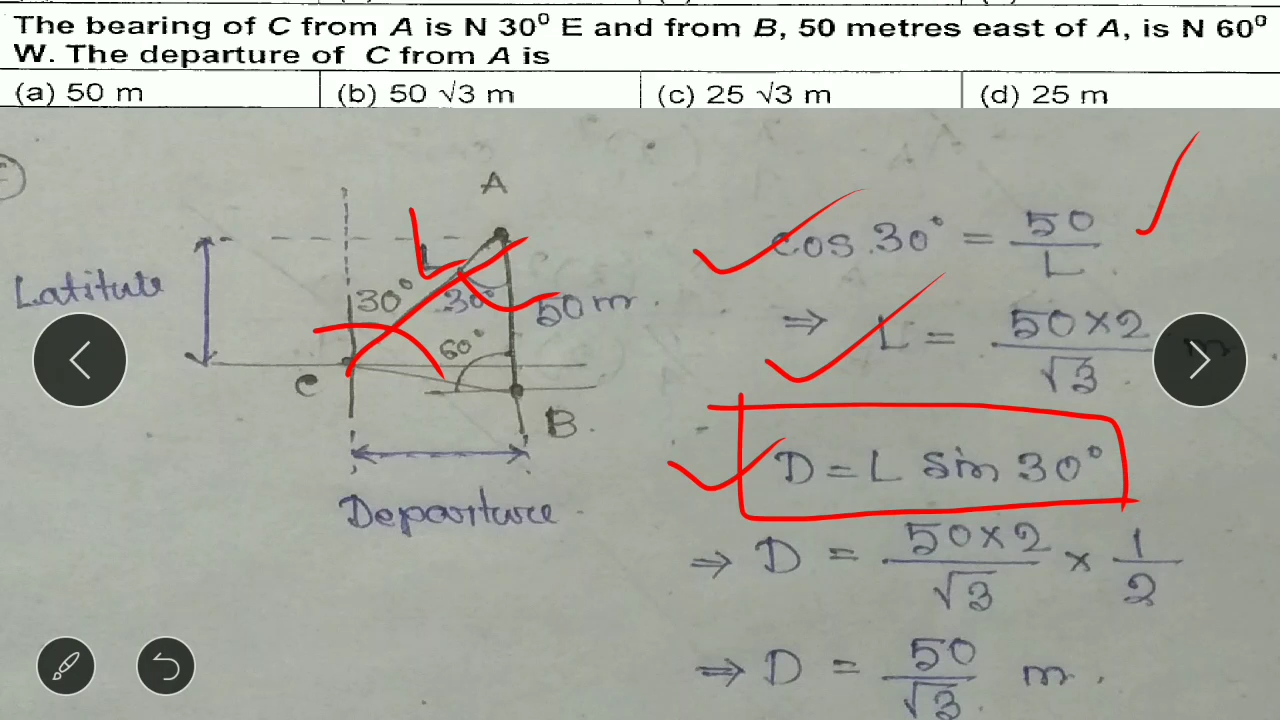 The bearing of C from A is N 30⁰ E and from B, 50 metres east of A, is N 60⁰
W. The departure of C from A is
(a) 50 m (b) 50 √3 m (c) 25 √3 m (d) 25 m
A
Latitute
L
30° 30° 50 m.
60°
C
B.
Departure
cos 30° = 50/L
⇒ L = 50×2/√3 m
D = L Sin 30°
⇒ D = 50×2/√3 × 1/2
⇒ D = 50/√3 m.